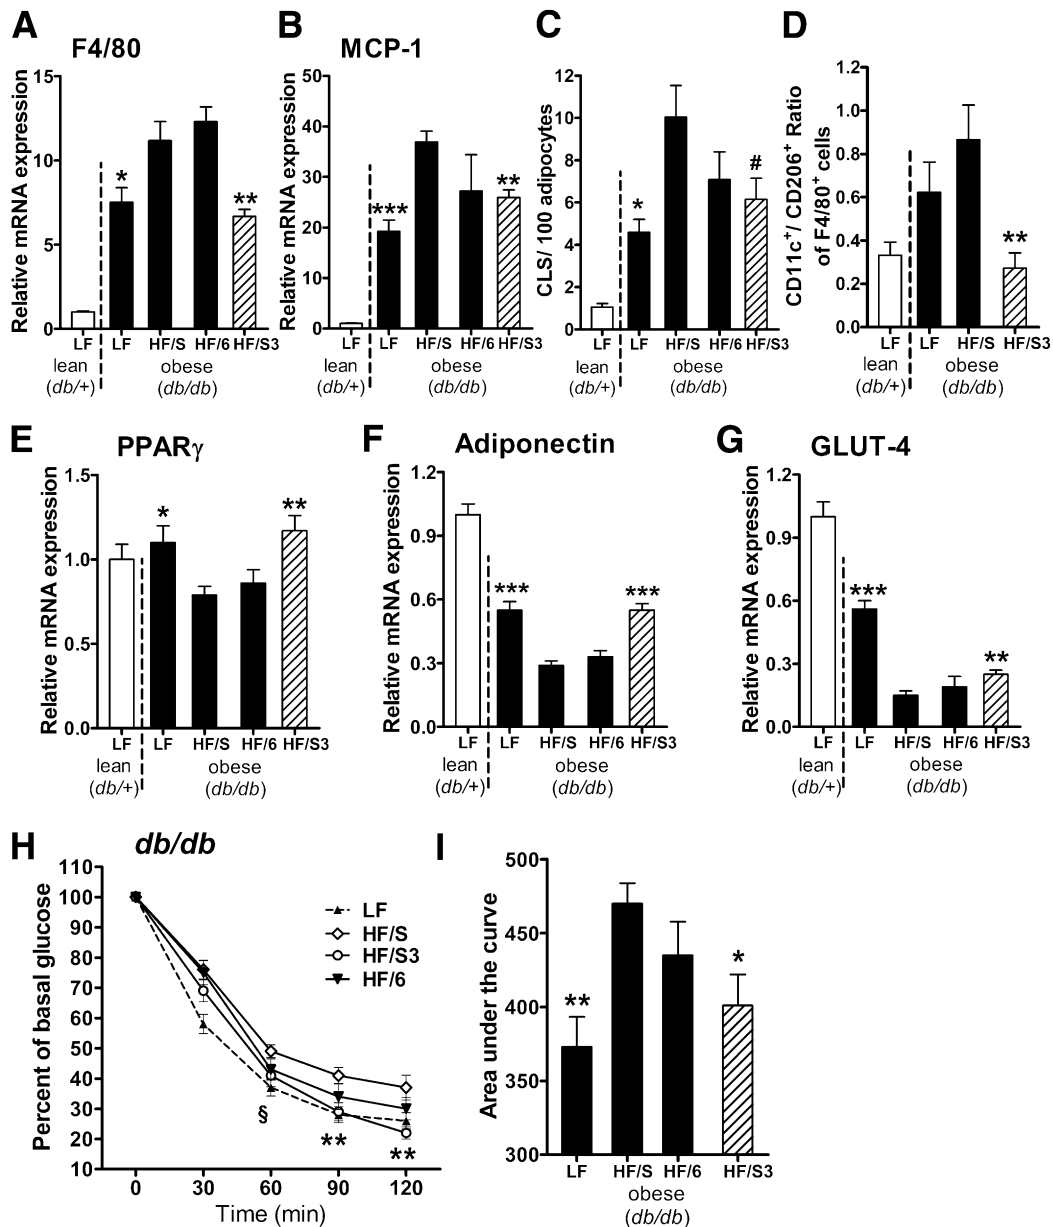 A
F4/80
Relative mRNA expression
15
10
5
0
*
**
LF
LF
HF/S
HF/6
HF/S3
lean
(db/+)
obese
(db/db)
B
MCP-1
Relative mRNA expression
50
40
30
20
10
0
***
**
LF
LF
HF/S
HF/6
HF/S3
lean
(db/+)
obese
(db/db)
C
CLS/ 100 adipocytes
12
10
8
6
4
2
0
*
#
LF
LF
HF/S
HF/6
HF/S3
lean
(db/+)
obese
(db/db)
D
CD11c+/ CD206+ Ratio
of F4/80+ cells
1.2
1.0
0.8
0.6
0.4
0.2
0.0
**
LF
LF
HF/S
HF/S3
lean
(db/+)
obese
(db/db)
E
PPARγ
Relative mRNA expression
1.5
1.0
0.5
0.0
*
**
LF
LF
HF/S
HF/6
HF/S3
lean
(db/+)
obese
(db/db)
F
Adiponectin
Relative mRNA expression
1.2
0.9
0.6
0.3
0.0
***
***
LF
LF
HF/S
HF/6
HF/S3
lean
(db/+)
obese
(db/db)
G
GLUT-4
Relative mRNA expression
1.2
0.9
0.6
0.3
0.0
***
**
LF
LF
HF/S
HF/6
HF/S3
lean
(db/+)
obese
(db/db)
H
db/db
Percent of basal glucose
110
100
90
80
70
60
50
40
30
20
10
LF
HF/S
HF/S3
HF/6
§
**
**
0
30
60
90
120
Time (min)
I
Area under the curve
500
450
400
350
300
**
*
LF
HF/S
HF/6
HF/S3
obese
(db/db)